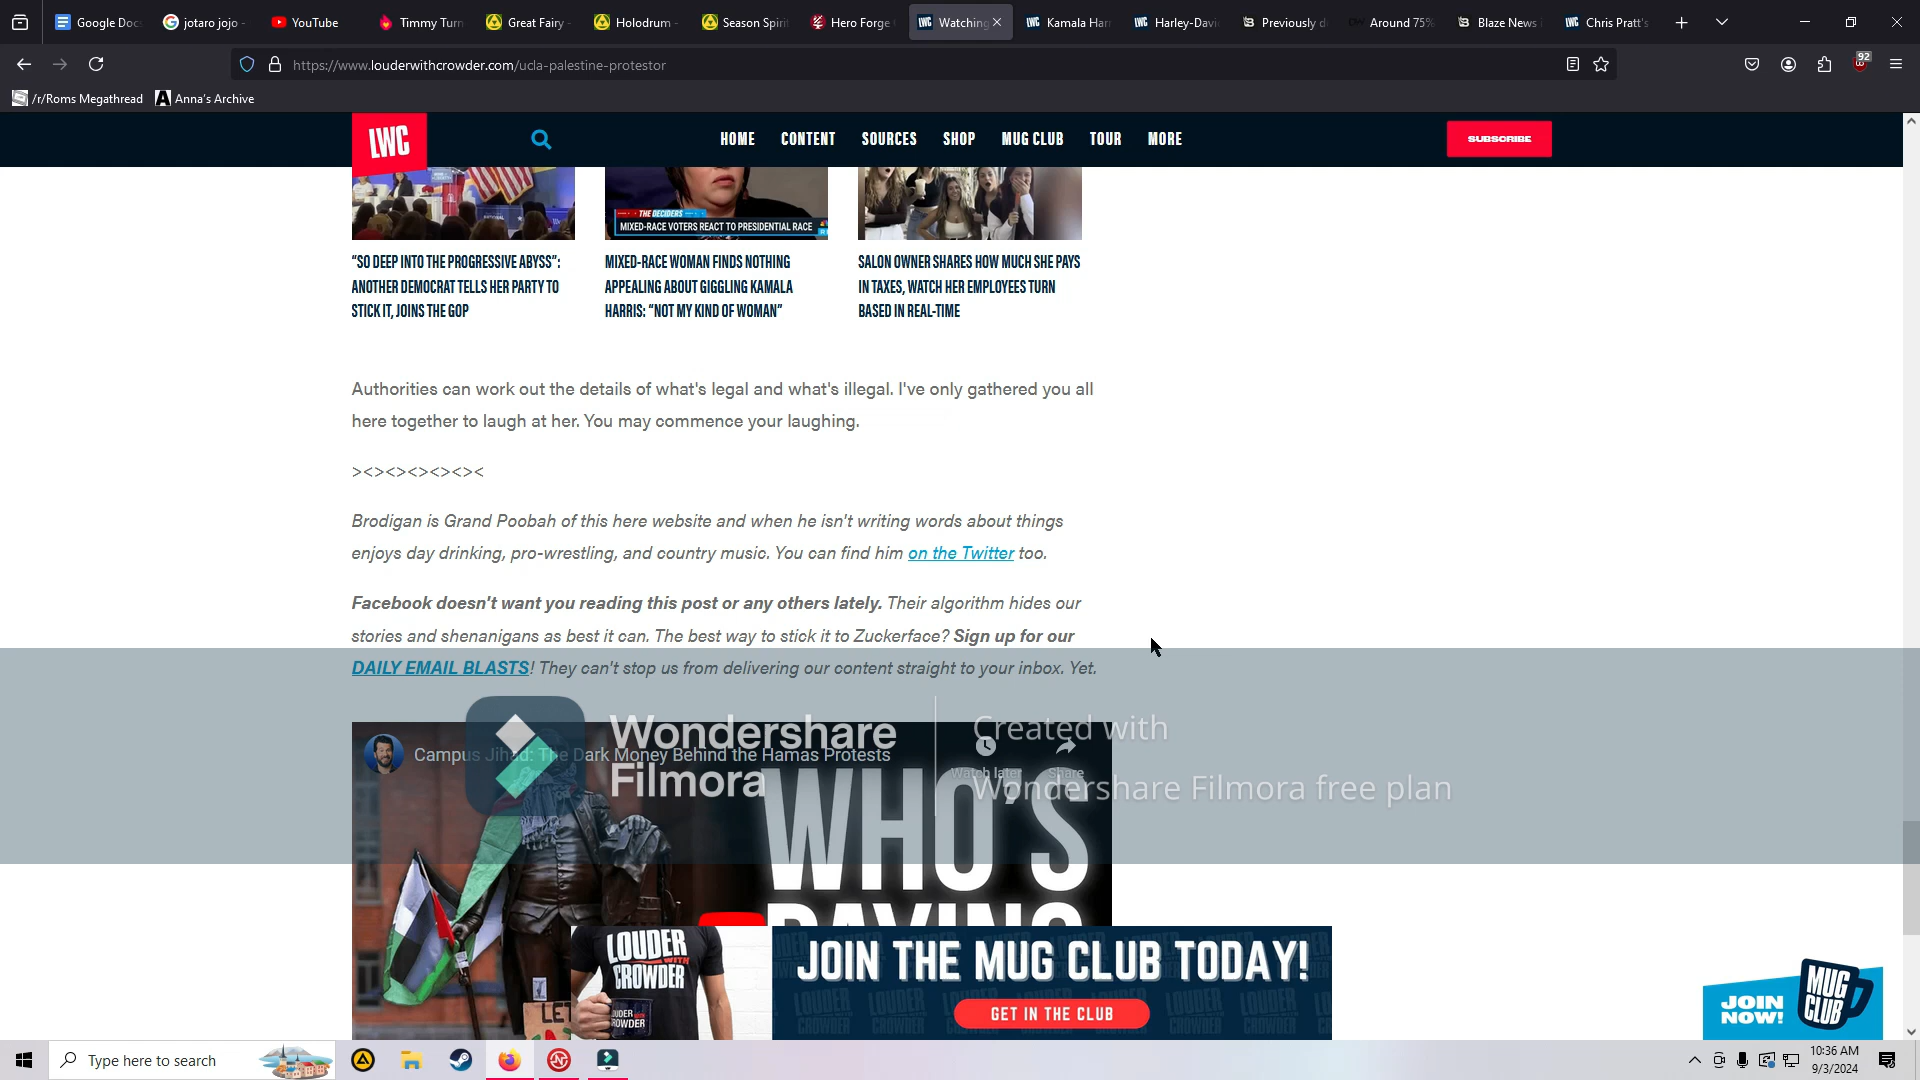 Google Doc
jotaro jojo -
YouTube
Timmy Turn
Great Fairy -
Holodrum -
Season Spirit
Hero Forge
Watching
Kamala Har
Harley-Davi
Previously d
Around 75%
Blaze News
Chris Pratt's
https://www.louderwithcrowder.com/ucla-palestine-protestor
92
/r/Roms Megathread
Anna's Archive
LWC
HOME
CONTENT
SOURCES
SHOP
MUG CLUB
TOUR
MORE
SUBSCRIBE
THE DECIDERS
MIXED-RACE VOTERS REACT TO PRESIDENTIAL RACE
“SO DEEP INTO THE PROGRESSIVE ABYSS”:
ANOTHER DEMOCRAT TELLS HER PARTY TO
STICK IT, JOINS THE GOP
MIXED-RACE WOMAN FINDS NOTHING
APPEALING ABOUT GIGGLING KAMALA
HARRIS: “NOT MY KIND OF WOMAN”
SALON OWNER SHARES HOW MUCH SHE PAYS
IN TAXES, WATCH HER EMPLOYEES TURN
BASED IN REAL-TIME
Authorities can work out the details of what's legal and what's illegal. I've only gathered you all
here together to laugh at her. You may commence your laughing.
><><><><><><
Brodigan is Grand Poobah of this here website and when he isn't writing words about things
enjoys day drinking, pro-wrestling, and country music. You can find him on the Twitter too.
Facebook doesn't want you reading this post or any others lately. Their algorithm hides our
stories and shenanigans as best it can. The best way to stick it to Zuckerface? Sign up for our
DAILY EMAIL BLASTS! They can't stop us from delivering our content straight to your inbox. Yet.
Wondershare
Filmora
Created with
Wondershare Filmora free plan
Campus Jihad: The Dark Money Behind the Hamas Protests
Watch later
Share
WHO'S
PAYING
LOUDER
WITH
CROWDER
JOIN THE MUG CLUB TODAY!
GET IN THE CLUB
JOIN
NOW!
MUG
CLUB
Type here to search
10:36 AM
9/3/2024